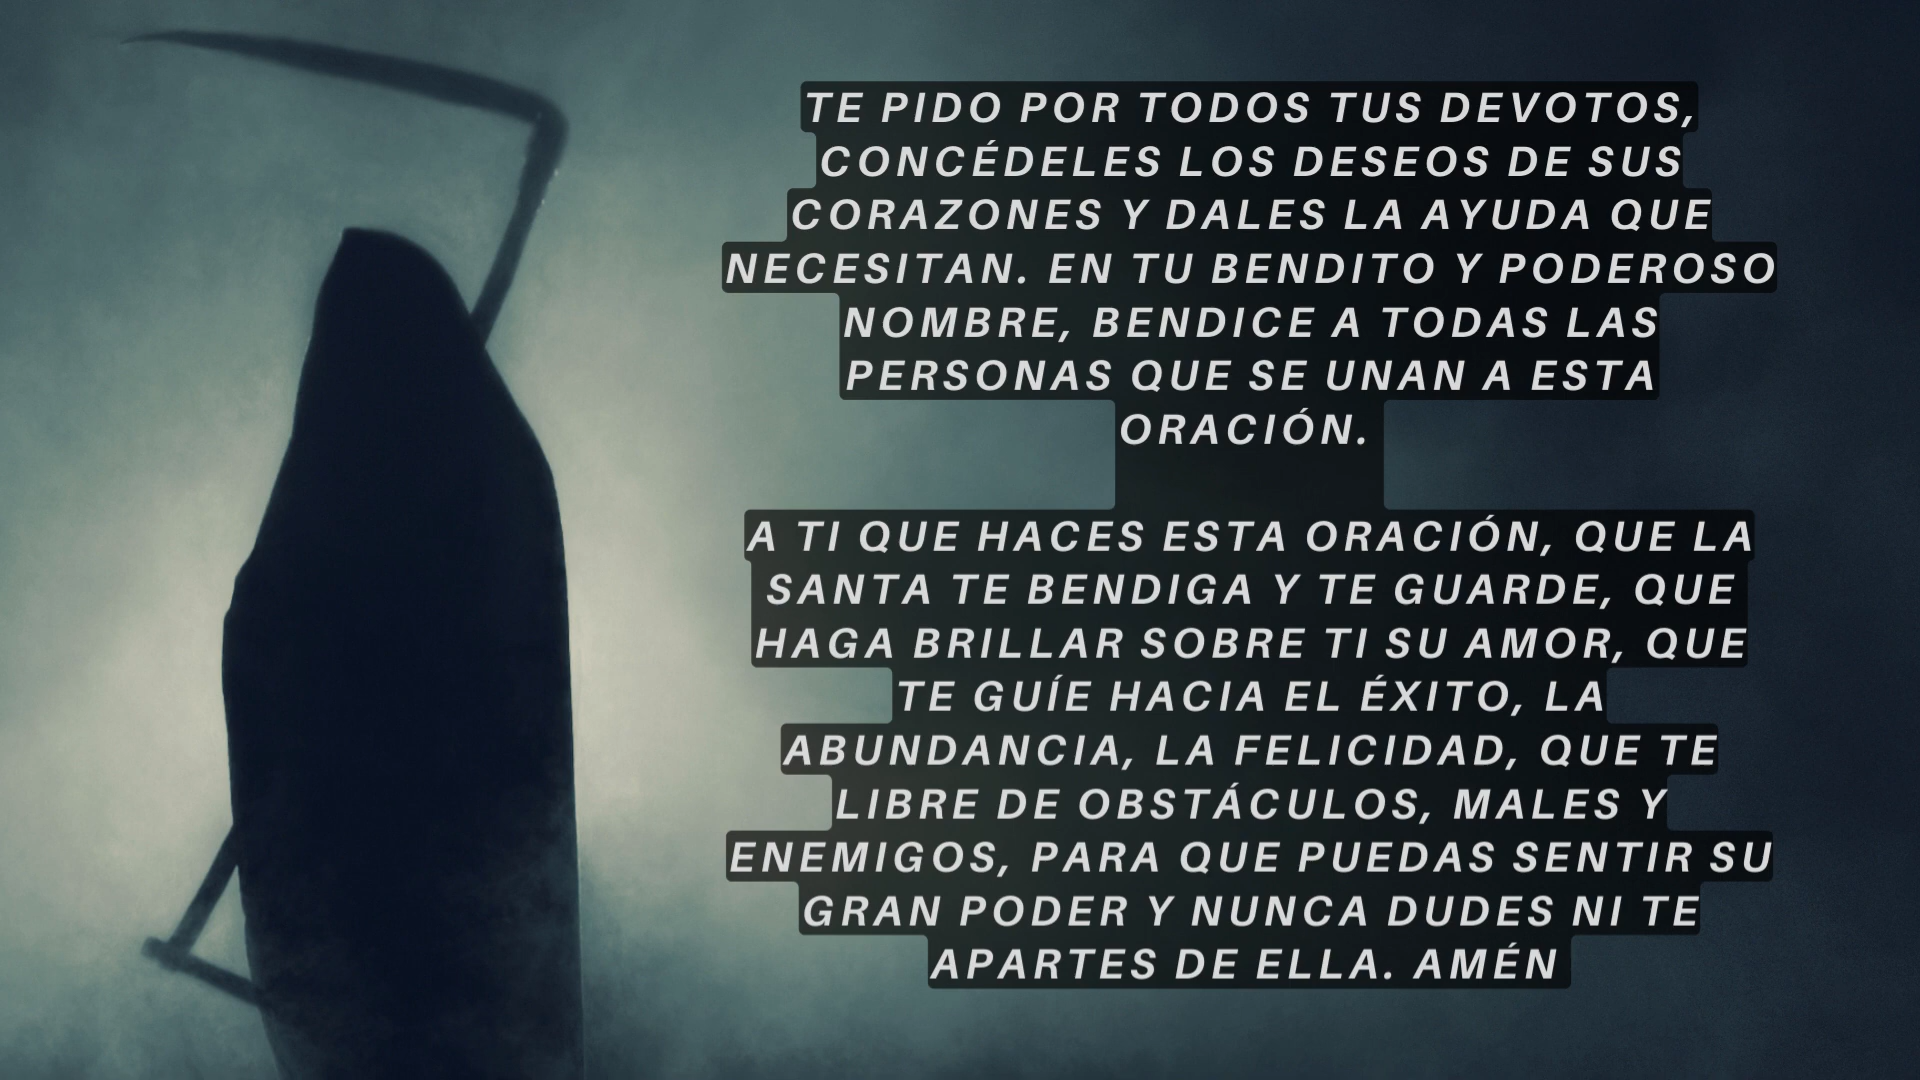 TE PIDO POR TODOS TUS DEVOTOS,
CONCÉDELES LOS DESEOS DE SUS
CORAZONES Y DALES LA AYUDA QUE
NECESITAN. EN TU BENDITO Y PODEROSO
NOMBRE, BENDICE A TODAS LAS
PERSONAS QUE SE UNAN A ESTA
ORACIÓN.
A TI QUE HACES ESTA ORACIÓN, QUE LA
SANTA TE BENDIGA Y TE GUARDE, QUE
HAGA BRILLAR SOBRE TI SU AMOR, QUE
TE GUÍE HACIA EL ÉXITO, LA
ABUNDANCIA, LA FELICIDAD, QUE TE
LIBRE DE OBSTÁCULOS, MALES Y
ENEMIGOS, PARA QUE PUEDAS SENTIR SU
GRAN PODER Y NUNCA DUDES NI TE
APARTES DE ELLA. AMÉN